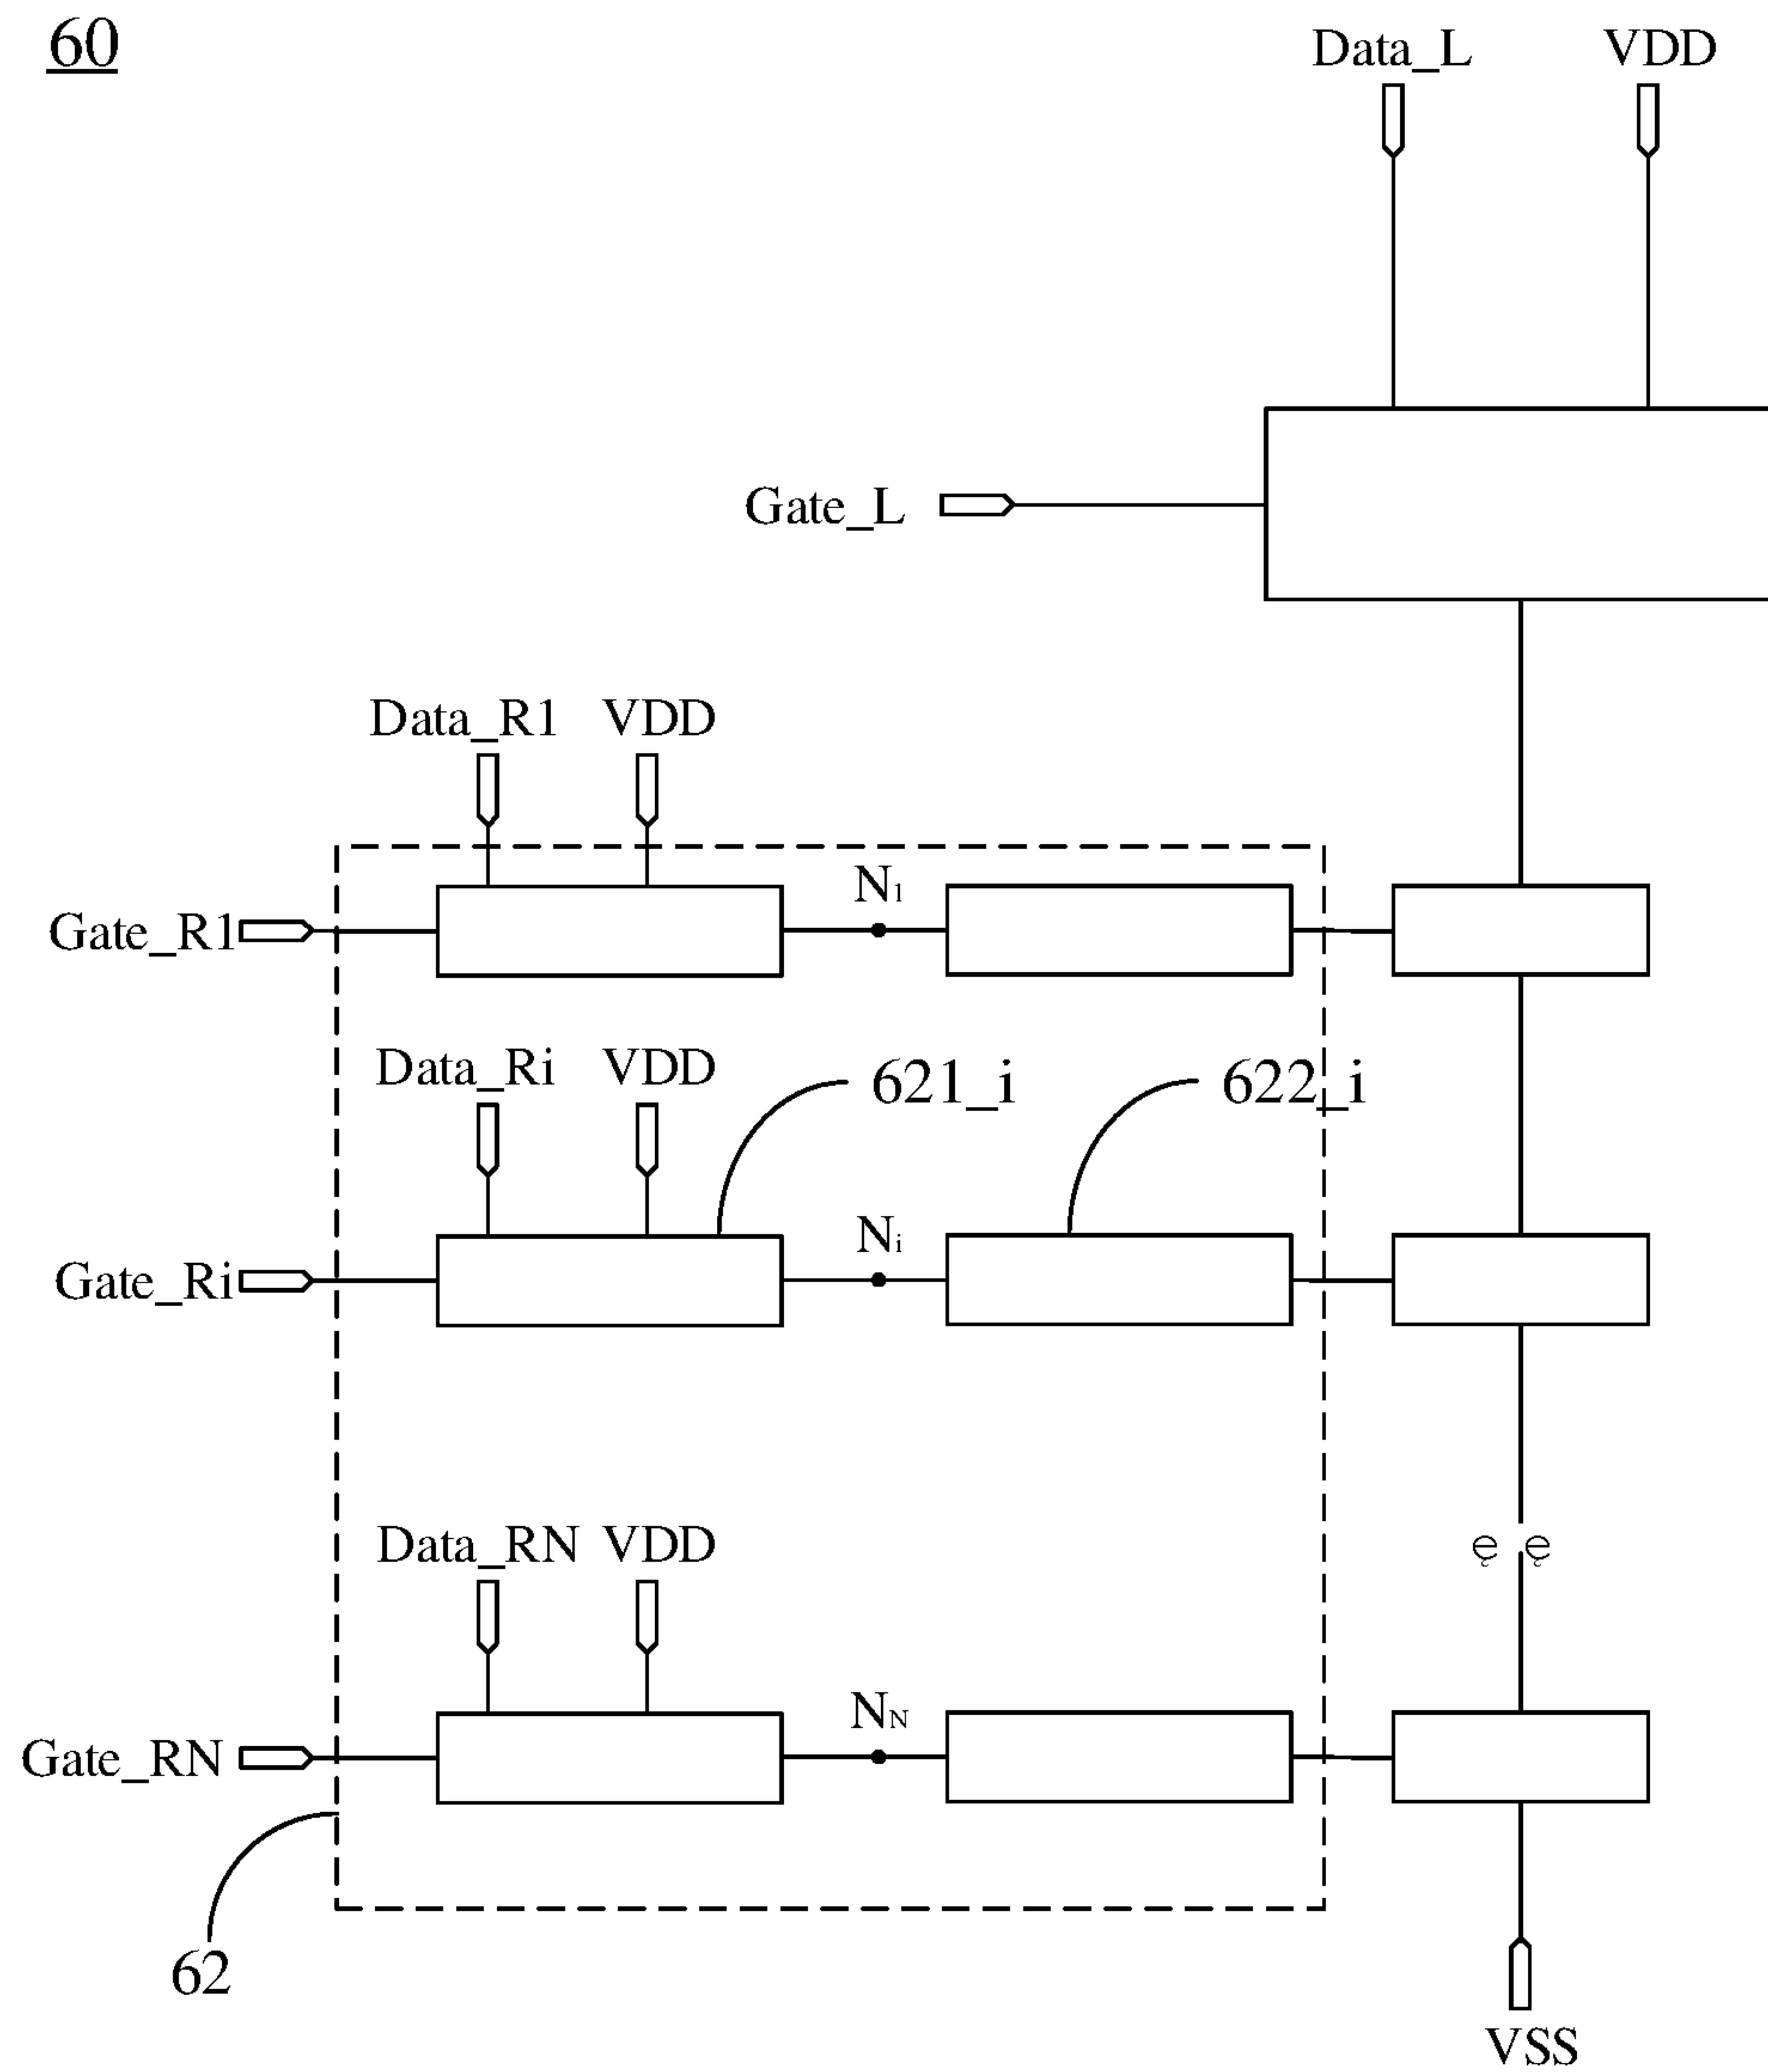 60
Data_L VDD
Gate_L
Data_R1 VDD
N1
Gate_R1
Data_Ri VDD 621_i 622_i
Ni
Gate_Ri
ę ę
Data_RN VDD
NN
Gate_RN
62
VSS